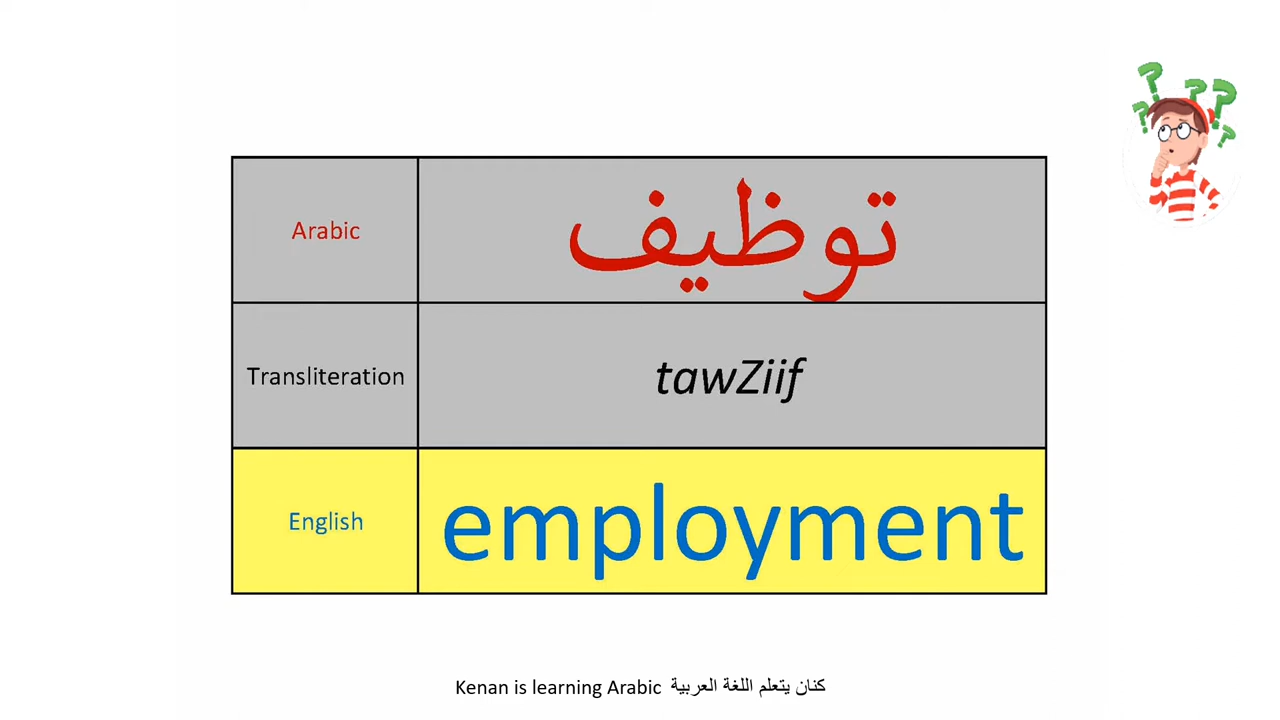 Arabic توظيف
Transliteration tawZiif
English employment
Kenan is learning Arabic كنان يتعلم اللغة العربية